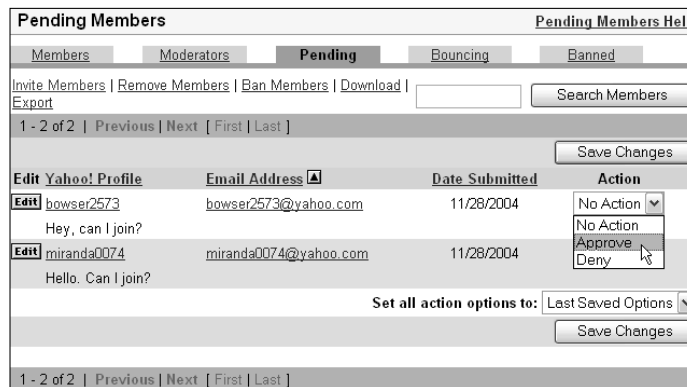 Pending Members Pending Members Hel
Members Moderators Pending Bouncing Banned
Invite Members | Remove Members | Ban Members | Download |
Export Search Members
1 - 2 of 2 | Previous | Next [ First | Last ]
Save Changes
Edit Yahoo! Profile Email Address Date Submitted Action
Edit bowser2573 bowser2573@yahoo.com 11/28/2004 No Action
Hey, can I join? No Action
Approve
Edit miranda0074 miranda0074@yahoo.com 11/28/2004 Deny
Hello. Can I join?
Set all action options to: Last Saved Options
Save Changes
1 - 2 of 2 | Previous | Next [ First | Last ]